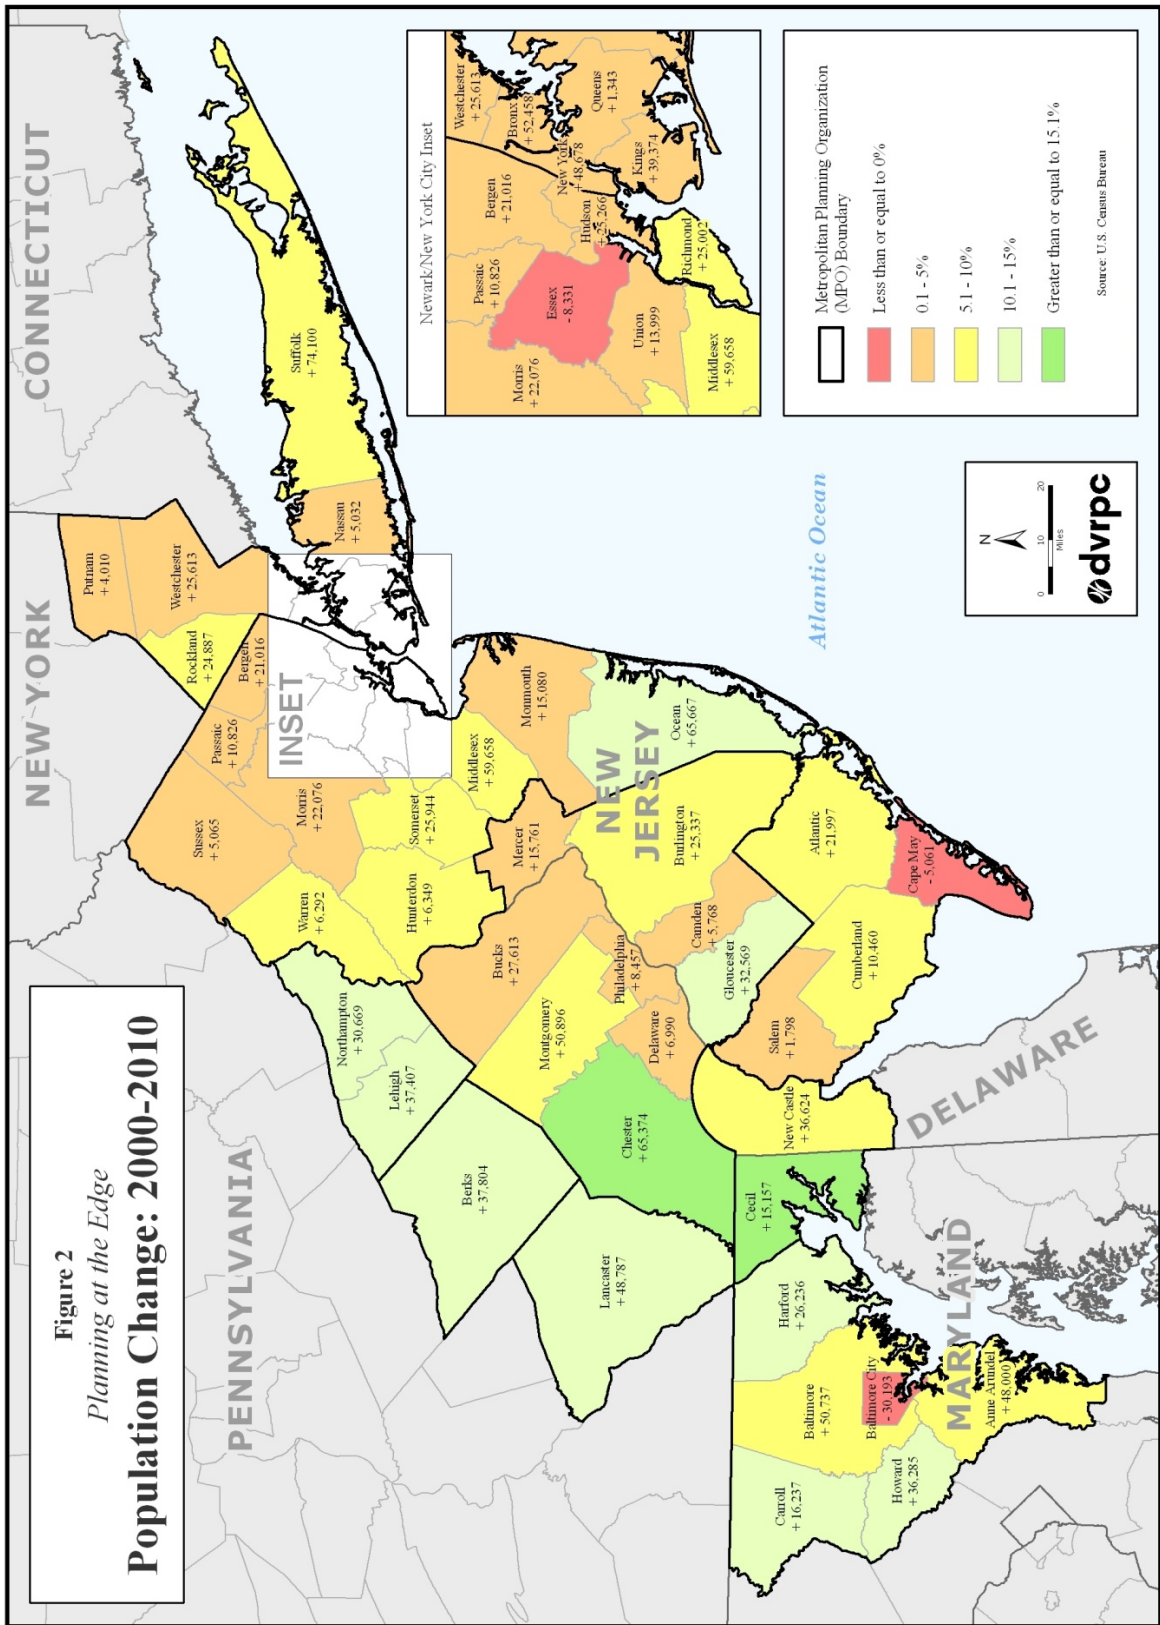 Figure 2
Planning at the Edge
Population Change: 2000-2010
NEW YORK
CONNECTICUT
PENNSYLVANIA
NEW
JERSEY
MARYLAND
DELAWARE
Atlantic Ocean
INSET
Putnam
+ 4,010
Westchester
+ 25,613
Rockland
+ 24,887
Bergen
+ 21,016
Passaic
+ 10,826
Sussex
+ 5,065
Morris
+ 22,076
Warren
+ 6,292
Hunterdon
+ 6,349
Somerset
+ 25,944
Middlesex
+ 59,658
Monmouth
+ 15,080
Mercer
+ 15,761
Ocean
+ 65,667
Burlington
+ 25,337
Camden
+ 5,768
Gloucester
+ 32,569
Atlantic
+ 21,997
Cape May
- 5,061
Cumberland
+ 10,460
Salem
+ 1,798
Nassau
+ 5,032
Suffolk
+ 74,100
Northampton
+ 30,669
Lehigh
+ 37,407
Berks
+ 37,804
Lancaster
+ 48,787
Bucks
+ 27,613
Montgomery
+ 50,896
Philadelphia
+ 8,457
Delaware
+ 6,990
Chester
+ 65,374
New Castle
+ 36,624
Cecil
+ 15,157
Harford
+ 26,236
Baltimore
+ 50,737
Baltimore City
- 30,193
Carroll
+ 16,237
Howard
+ 36,285
Anne Arundel
+ 48,000
Newark/New York City Inset
Westchester
+ 25,613
Bronx
+ 52,458
Bergen
+ 21,016
Passaic
+ 10,826
Morris
+ 22,076
Essex
- 8,331
Hudson
+ 25,266
New York
+ 48,678
Queens
+ 1,343
Kings
+ 39,374
Union
+ 13,999
Richmond
+ 25,002
Middlesex
+ 59,658
Metropolitan Planning Organization
(MPO) Boundary
Less than or equal to 0%
0.1 - 5%
5.1 - 10%
10.1 - 15%
Greater than or equal to 15.1%
Source: U.S. Census Bureau
N
0 10 20
Miles
dvrpc